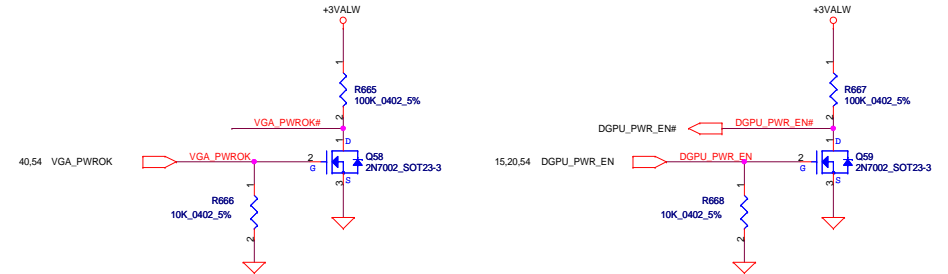 +3VALW
1
R665
100K_0402_5%
2
VGA_PWROK#
1
D
40,54 VGA_PWROK
VGA_PWROK
2
G
Q58
2N7002_SOT23-3
S
3
1
R666
10K_0402_5%
2
+3VALW
1
R667
100K_0402_5%
2
DGPU_PWR_EN#
DGPU_PWR_EN#
1
D
15,20,54 DGPU_PWR_EN
DGPU_PWR_EN
2
G
Q59
2N7002_SOT23-3
S
3
1
R668
10K_0402_5%
2